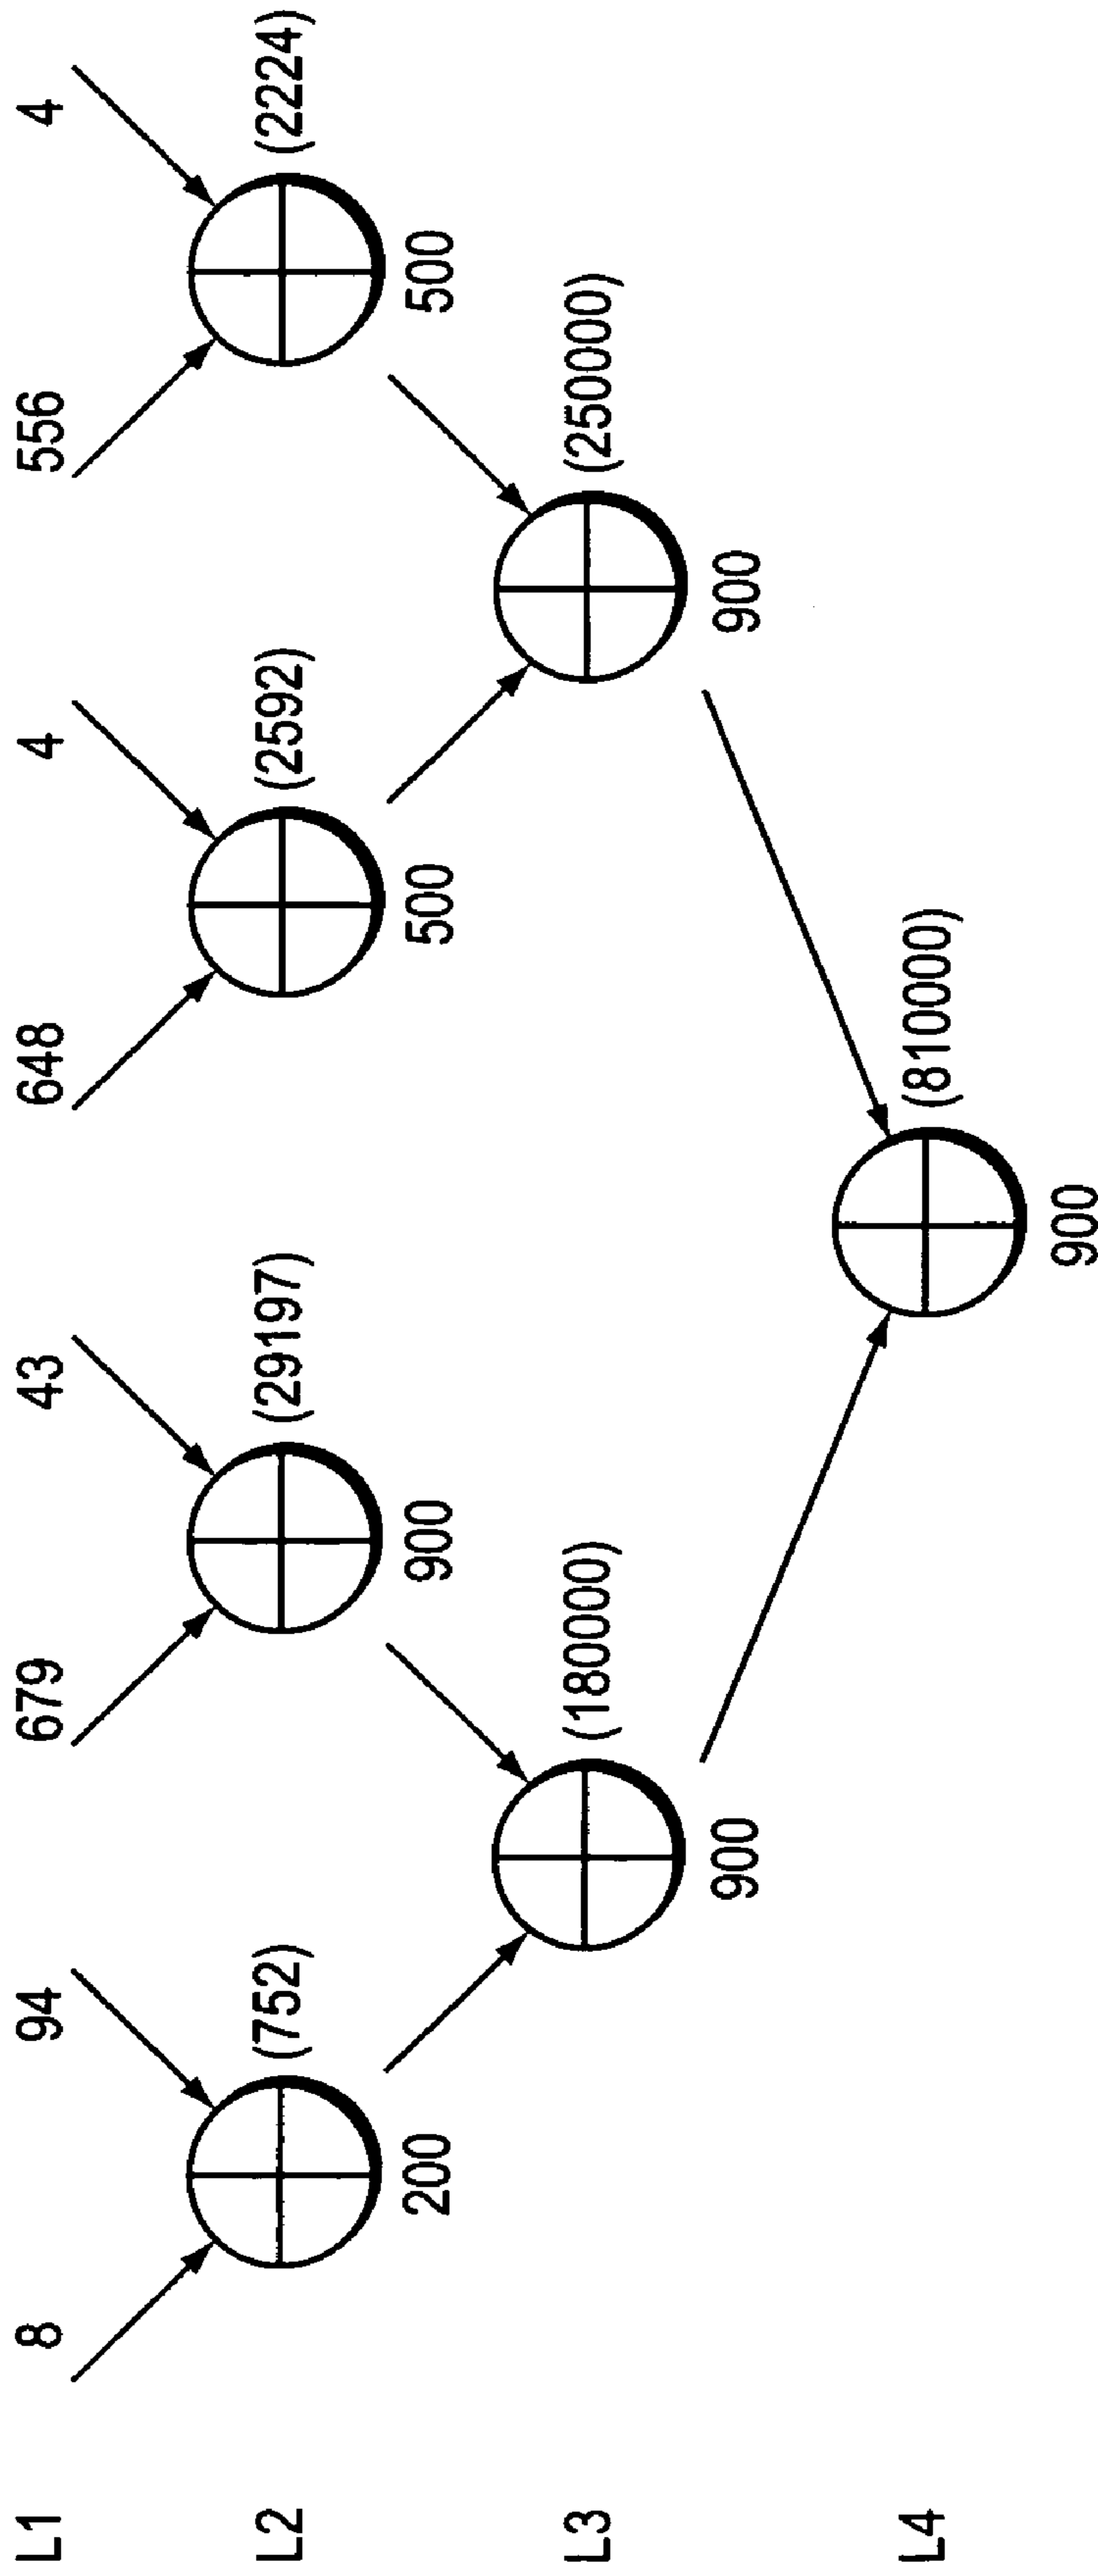 L1 8 94 679 43 648 4 556 4
L2 (752) (29197) (2592) (2224)
200 900 500 500
L3 (180000) (250000)
900 900
L4 (810000)
900